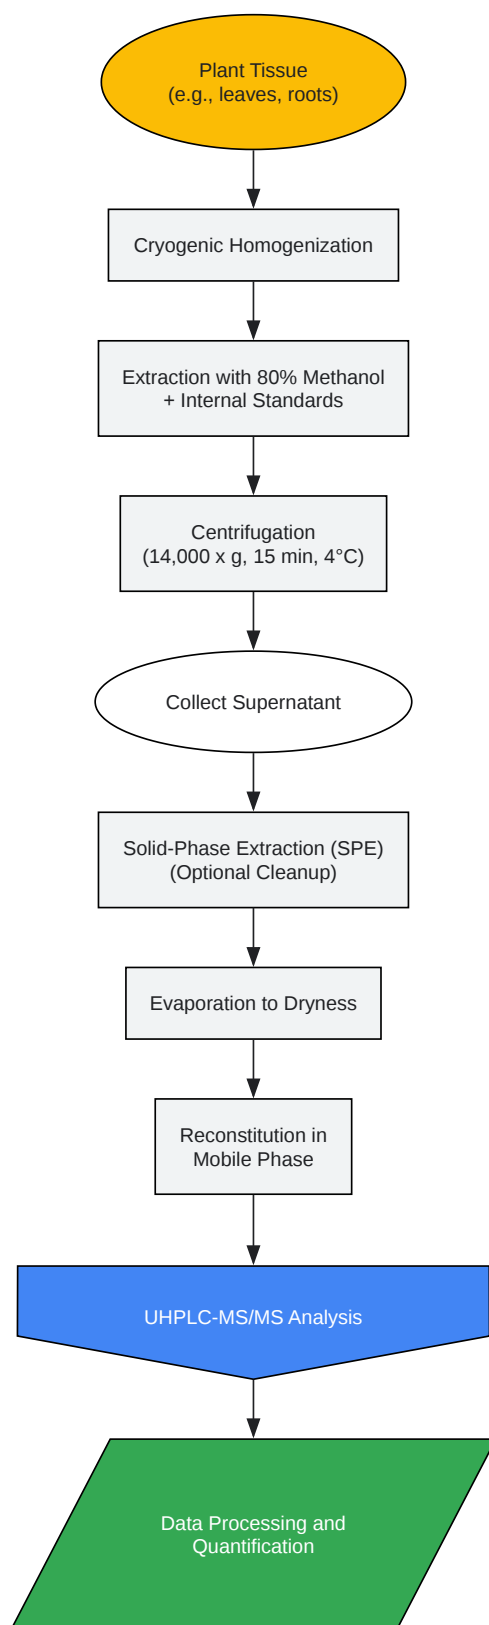 Plant Tissue
(e.g., leaves, roots)
Cryogenic Homogenization
Extraction with 80% Methanol
+ Internal Standards
Centrifugation
(14,000 x g, 15 min, 4°C)
Collect Supernatant
Solid-Phase Extraction (SPE)
(Optional Cleanup)
Evaporation to Dryness
Reconstitution in
Mobile Phase
UHPLC-MS/MS Analysis
Data Processing and
Quantification